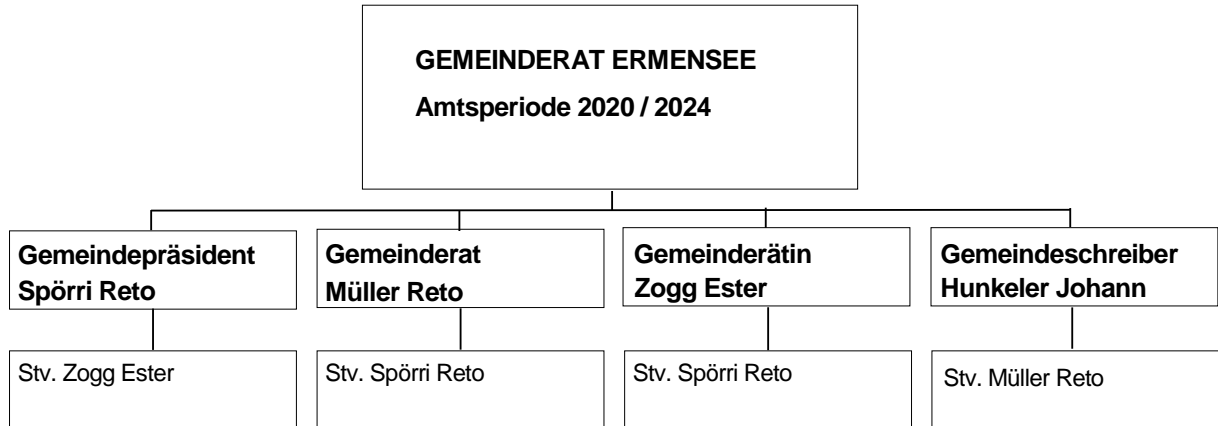 GEMEINDERAT ERMENSEE
Amtsperiode 2020 / 2024
Gemeindepräsident
Spörri Reto
Gemeinderat
Müller Reto
Gemeinderätin
Zogg Ester
Gemeindeschreiber
Hunkeler Johann
Stv. Zogg Ester
Stv. Spörri Reto
Stv. Spörri Reto
Stv. Müller Reto